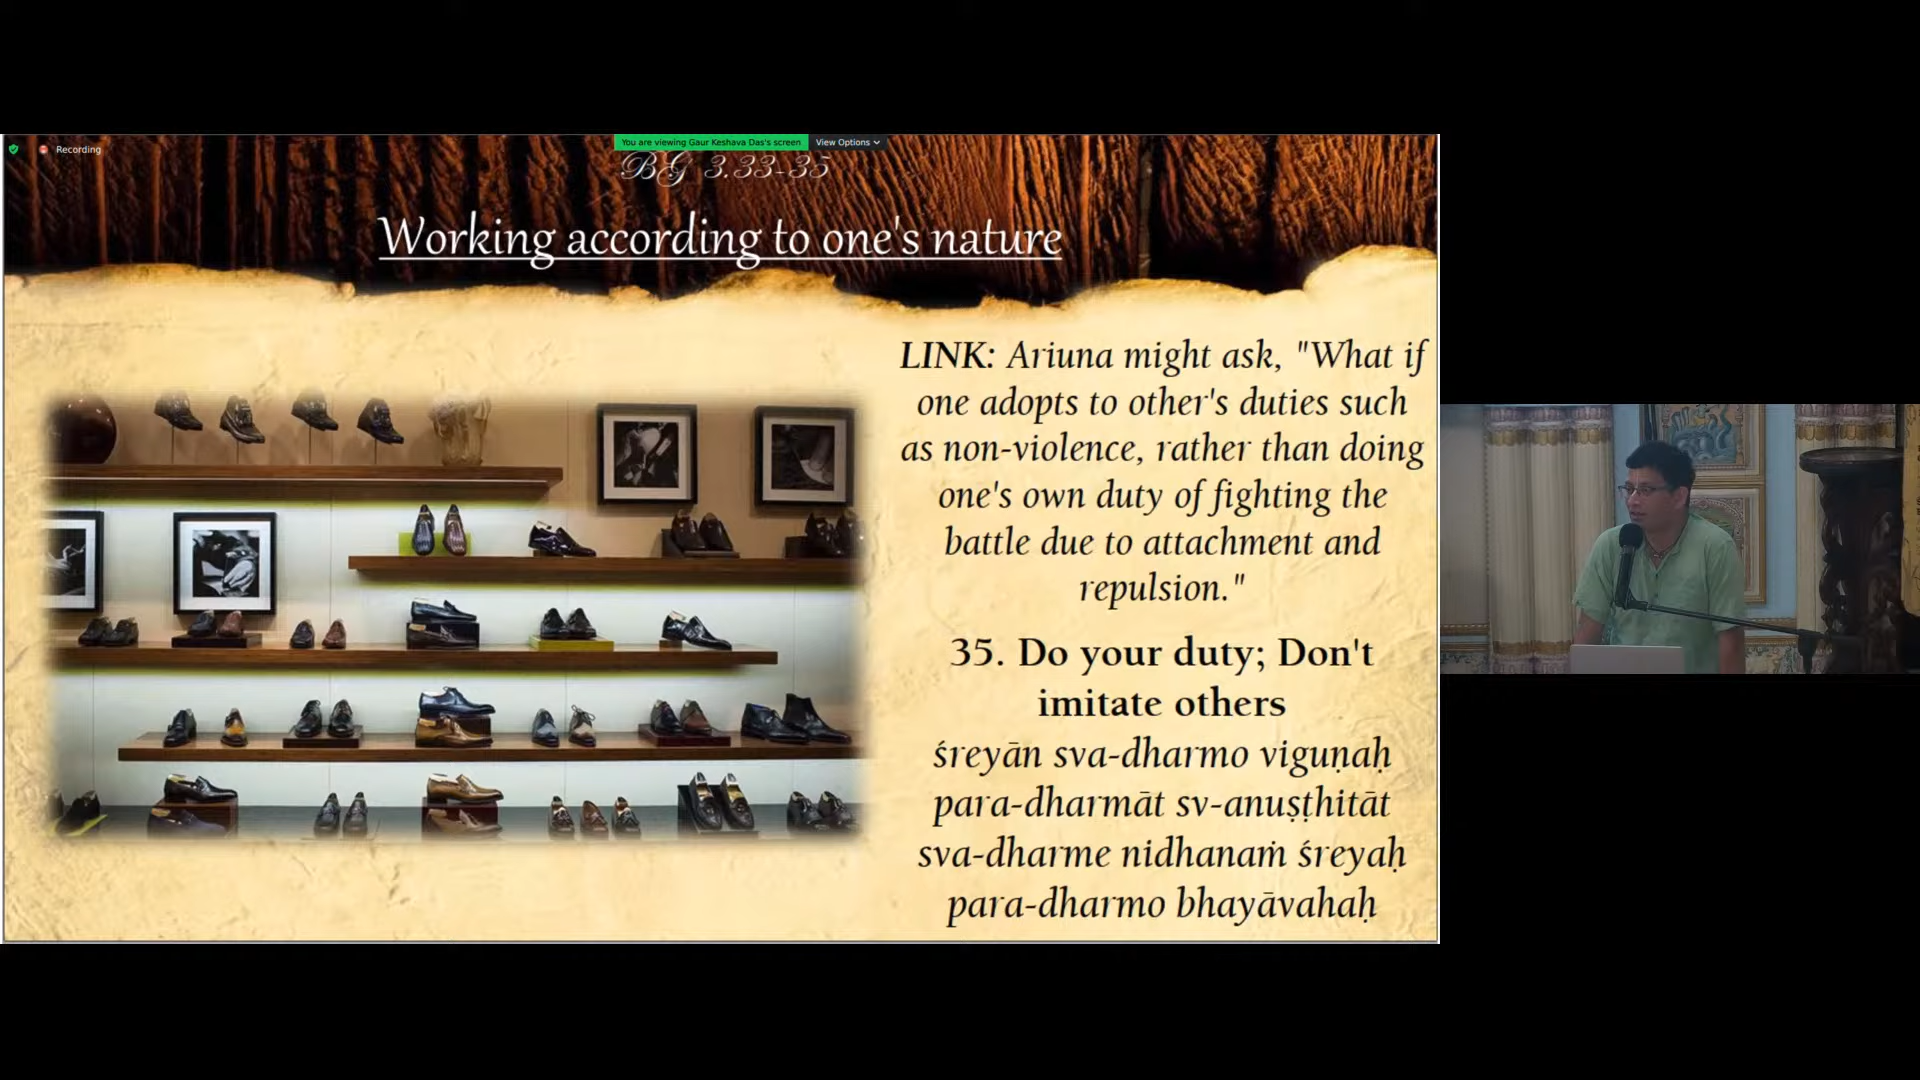 Recording
You are viewing Gaur Keshava Das's screen
View Options
BG 3.33-35
Working according to one's nature
LINK: Ariuna might ask, "What if
one adopts to other's duties such
as non-violence, rather than doing
one's own duty of fighting the
battle due to attachment and
repulsion."
35. Do your duty; Don't
imitate others
śreyān sva-dharmo viguṇaḥ
para-dharmāt sv-anuṣṭhitāt
sva-dharme nidhanaṁ śreyaḥ
para-dharmo bhayāvahaḥ